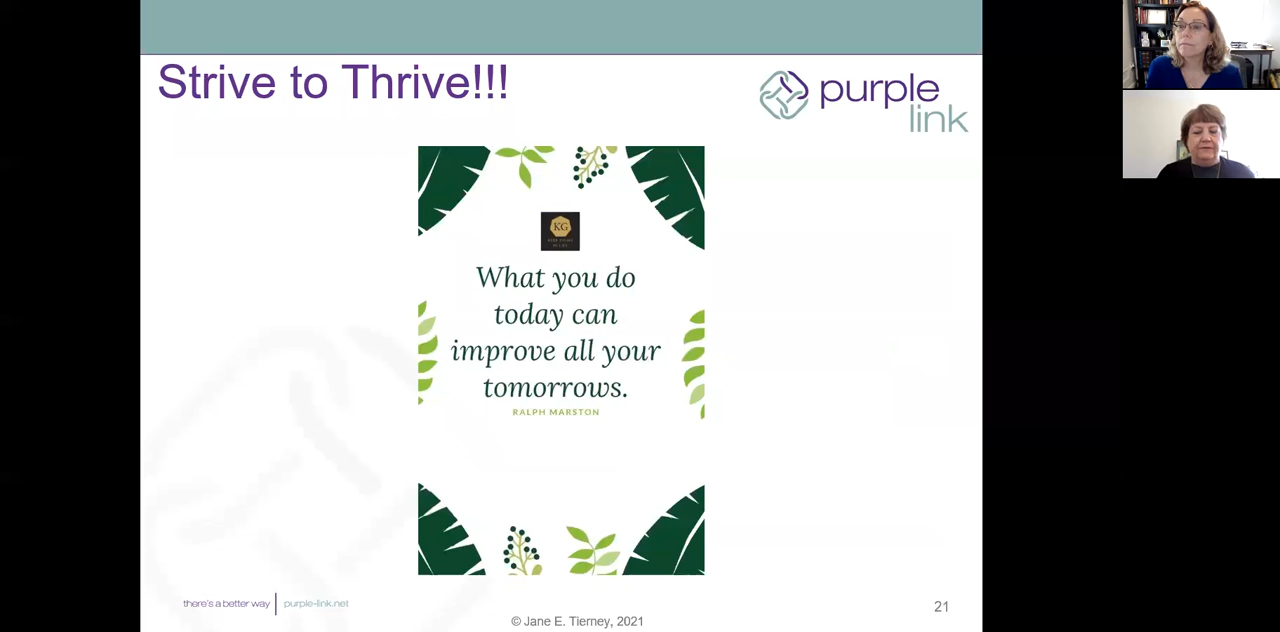 Strive to Thrive!!!
purple
link
KG
What you do
today can
improve all your
tomorrows.
RALPH MARSTON
there's a better way
purple-link.net
© Jane E. Tierney, 2021
21